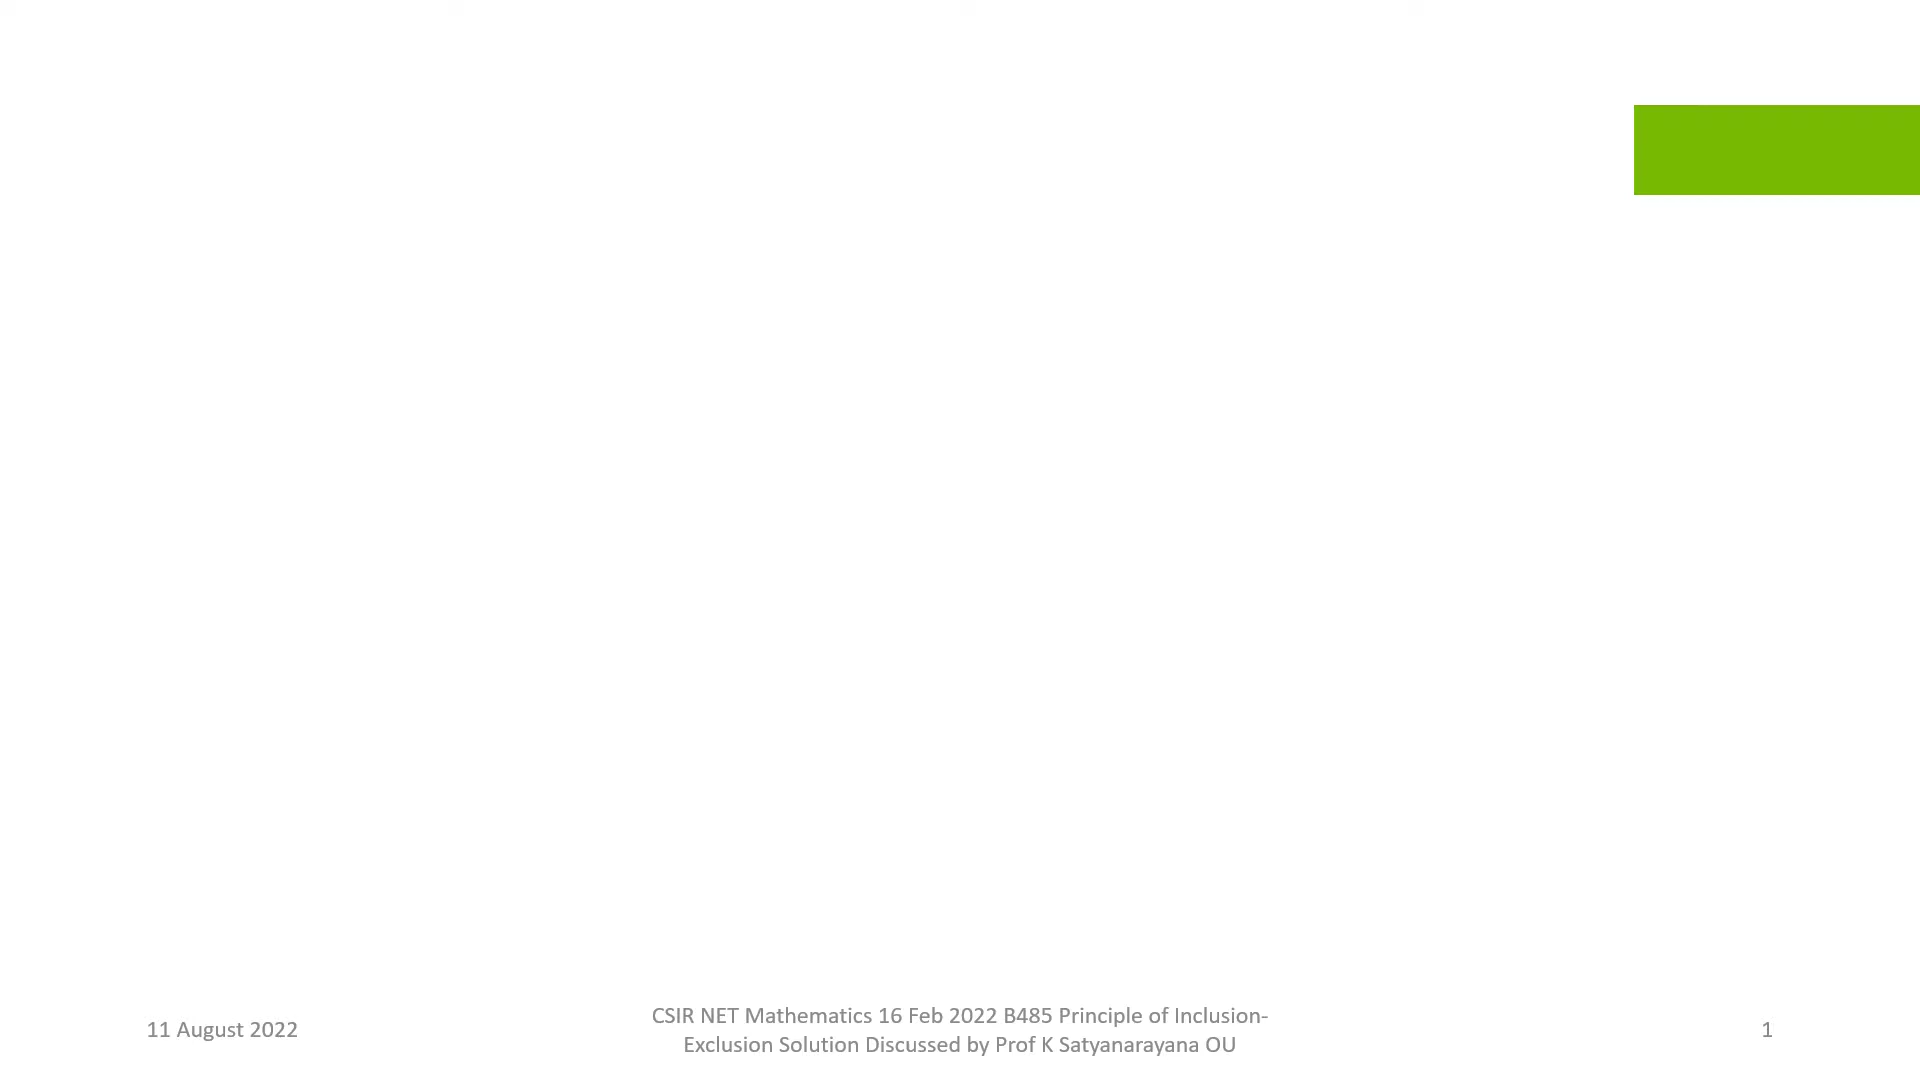 11 August 2022
CSIR NET Mathematics 16 Feb 2022 B485 Principle of Inclusion-
Exclusion Solution Discussed by Prof K Satyanarayana OU
1